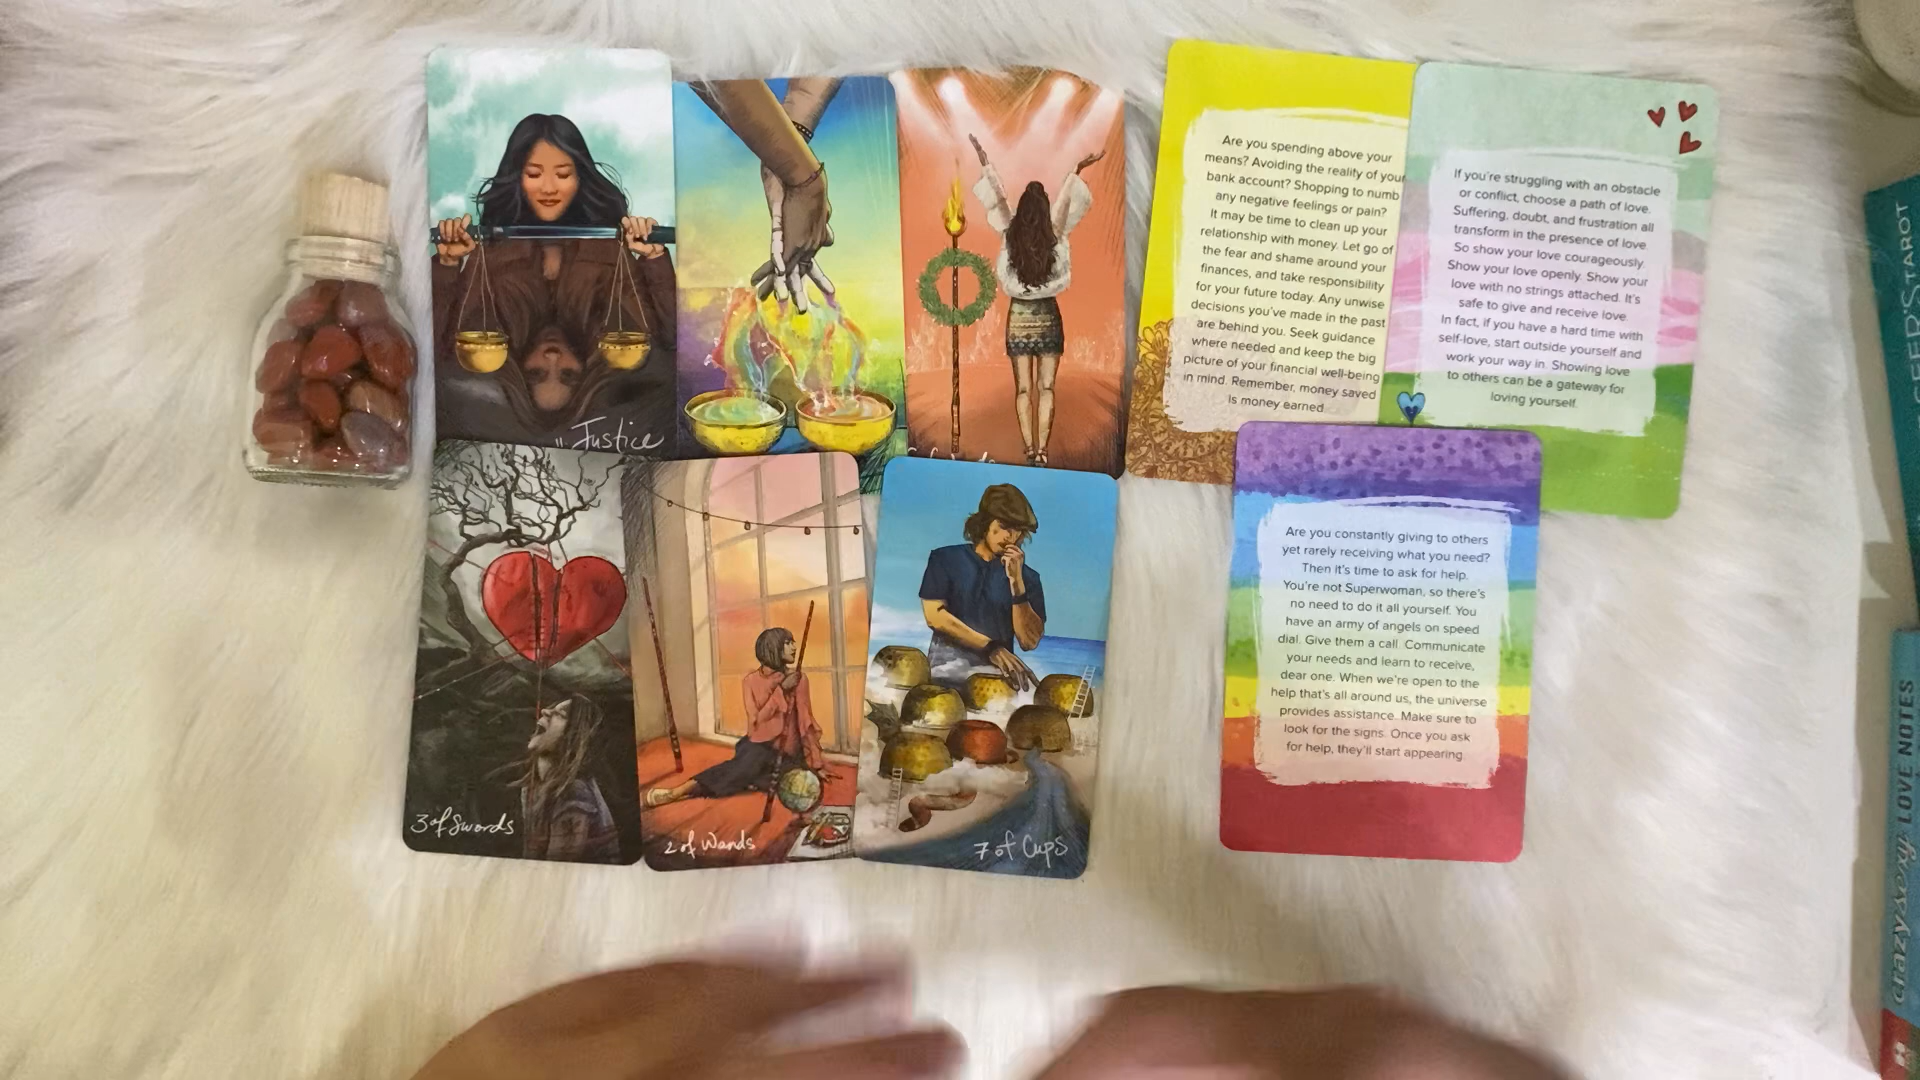 Justice
3 of Swords
2 of Wands
7 of Cups
Are you spending above your
means? Avoiding the reality of your
bank account? Shopping to numb
any negative feelings or pain?
It may be time to clean up your
relationship with money. Let go of
the fear and shame around your
finances, and take responsibility
for your future today. Any unwise
decisions you've made in the past
are behind you. Seek guidance
where needed and keep the big
picture of your financial well-being
in mind. Remember, money saved
is money earned.
If you're struggling with an obstacle
or conflict, choose a path of love.
Suffering, doubt, and frustration all
transform in the presence of love.
So show your love courageously.
Show your love openly. Show your
love with no strings attached. It's
safe to give and receive love.
In fact, if you have a hard time with
self-love, start outside yourself and
work your way in. Showing love
to others can be a gateway for
loving yourself.
Are you constantly giving to others
yet rarely receiving what you need?
Then it's time to ask for help.
You're not Superwoman, so there's
no need to do it all yourself. You
have an army of angels on speed
dial. Give them a call. Communicate
your needs and learn to receive,
dear one. When we're open to the
help that's all around us, the universe
provides assistance. Make sure to
look for the signs. Once you ask
for help, they'll start appearing.
TAROT
crazy sexy LOVE NOTES